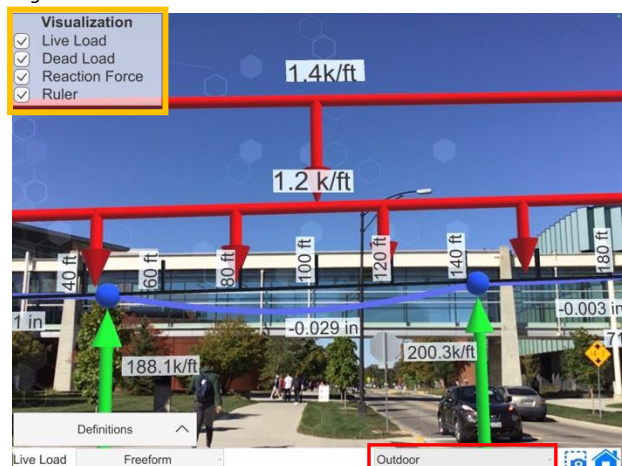 Visualization
Live Load
Dead Load
Reaction Force
Ruler
1.4k/ft
1.2 k/ft
40 ft
60 ft
80 ft
100 ft
120 ft
140 ft
180 ft
1 in
-0.029 in
-0.003 in
71
188.1k/ft
200.3k/ft
Definitions
Live Load
Freeform
Outdoor